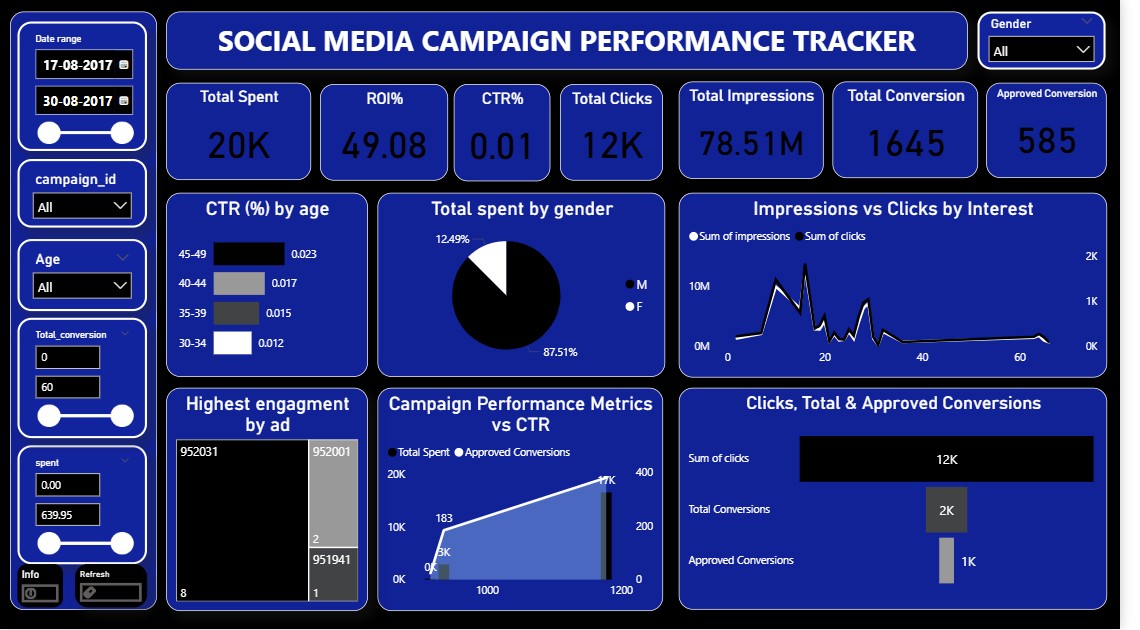 SOCIAL MEDIA CAMPAIGN PERFORMANCE TRACKER
Gender
All
Date range
17-08-2017
30-08-2017
campaign_id
All
Age
All
Total_conversion
0
60
spent
0.00
639.95
Info
Refresh
Total Spent
20K
ROI%
49.08
CTR%
0.01
Total Clicks
12K
Total Impressions
78.51M
Total Conversion
1645
Approved Conversion
585
CTR (%) by age
45-49 0.023
40-44 0.017
35-39 0.015
30-34 0.012
Total spent by gender
12.49%
M
F
87.51%
Impressions vs Clicks by Interest
Sum of impressions Sum of clicks
2K
10M
1K
0M 0K
0 20 40 60
Highest engagment
by ad
952031 952001
2
951941
8 1
Campaign Performance Metrics
vs CTR
Total Spent Approved Conversions
20K 400
17K
183
10K 200
3K
0K
0K 0
1000 1200
Clicks, Total & Approved Conversions
Sum of clicks 12K
Total Conversions 2K
Approved Conversions 1K